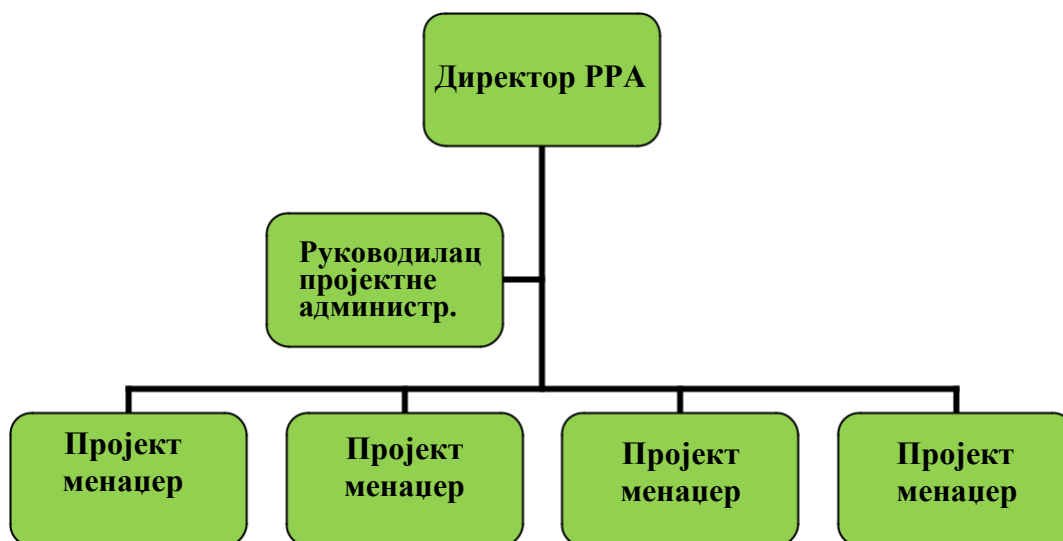 Директор РРА
Руководилац
пројектне
администр.
Пројект
менаџер
Пројект
менаџер
Пројект
менаџер
Пројект
менаџер